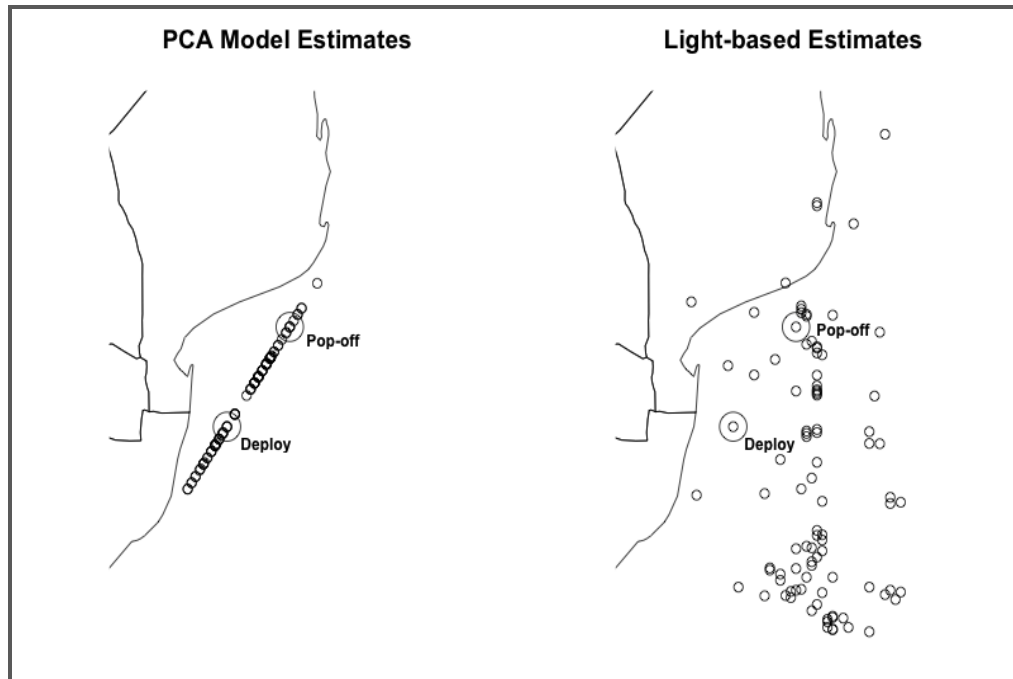 PCA Model Estimates
Light-based Estimates
Pop-off
Deploy
Pop-off
Deploy